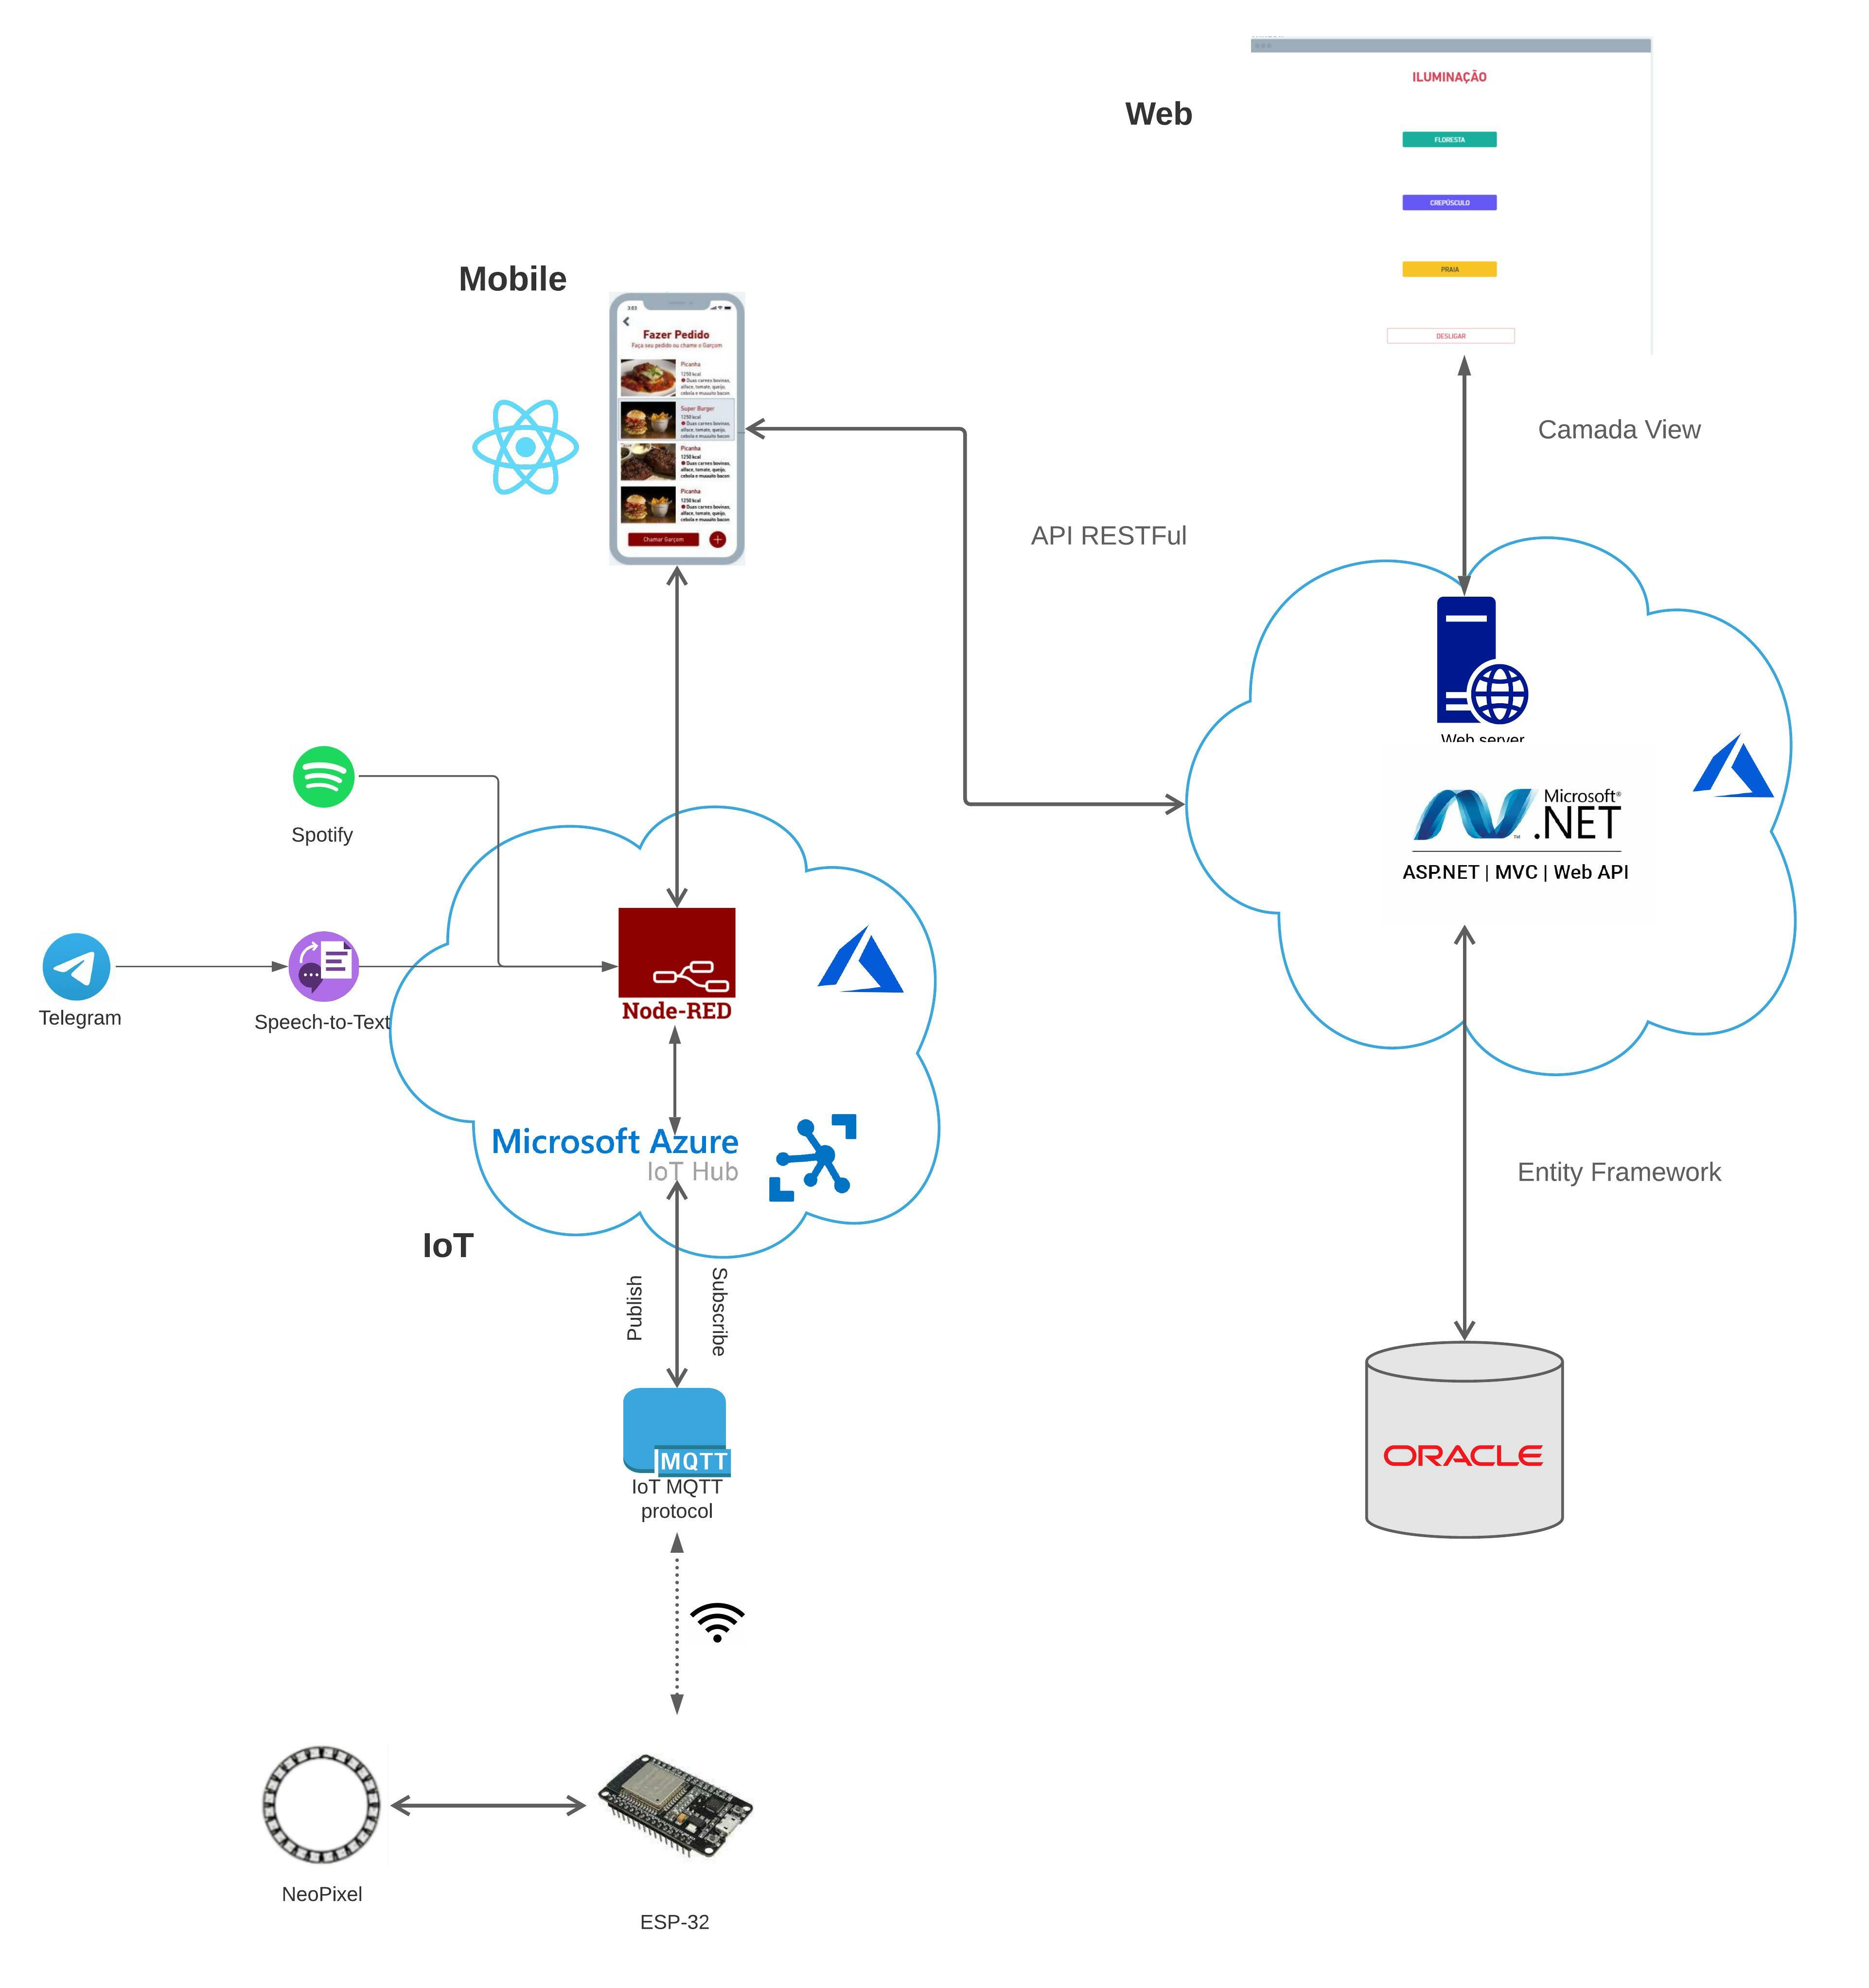 ILUMINAÇÃO
Web
FLORESTA
CREPÚSCULO
PRAIA
DESLIGAR
Mobile
3:03
Fazer Pedido
Faça seu pedido ou chame o Garçom
Picanha
1250 kcal
Duas carnes bovinas,
alface, tomate, queijo,
cebola e muuuito bacon
Super Burger
1250 kcal
Duas carnes bovinas,
alface, tomate, queijo,
cebola e muuuito bacon
Picanha
1250 kcal
Duas carnes bovinas,
alface, tomate, queijo,
cebola e muuuito bacon
Picanha
1250 kcal
Duas carnes bovinas,
alface, tomate, queijo,
cebola e muuuito bacon
Chamar Garçom
Camada View
API RESTFul
Web server
Microsoft®
.NET
TM
ASP.NET | MVC | Web API
Spotify
Telegram
Speech-to-Text
Node-RED
Microsoft Azure
IoT Hub
Entity Framework
IoT
Publish
Subscribe
MQTT
IoT MQTT
protocol
ORACLE
NeoPixel
ESP-32